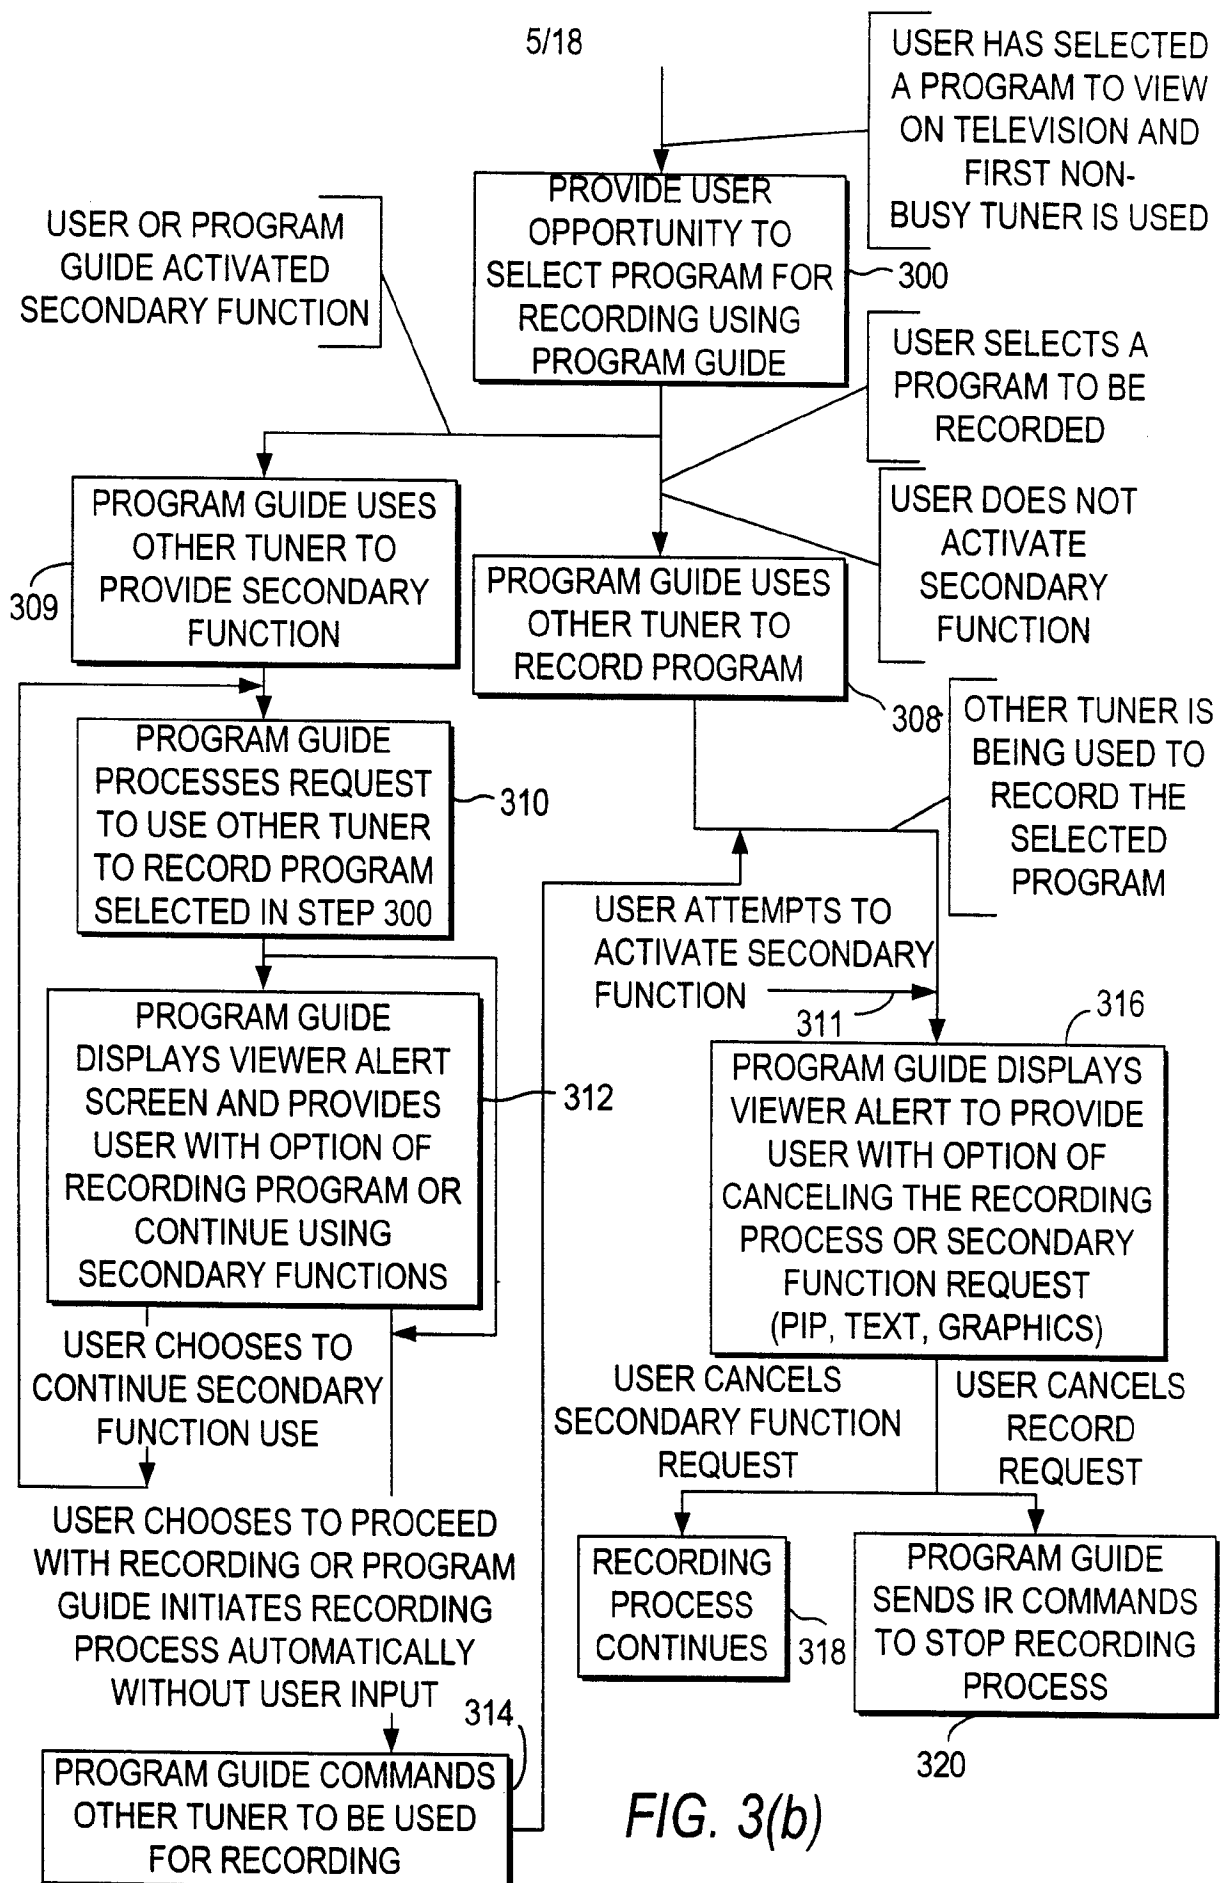 5/18
USER HAS SELECTED
A PROGRAM TO VIEW
ON TELEVISION AND
FIRST NON-
BUSY TUNER IS USED
PROVIDE USER
OPPORTUNITY TO
SELECT PROGRAM FOR
RECORDING USING
PROGRAM GUIDE
300
USER OR PROGRAM
GUIDE ACTIVATED
SECONDARY FUNCTION
USER SELECTS A
PROGRAM TO BE
RECORDED
USER DOES NOT
ACTIVATE
SECONDARY
FUNCTION
PROGRAM GUIDE USES
OTHER TUNER TO
PROVIDE SECONDARY
FUNCTION
309
PROGRAM GUIDE USES
OTHER TUNER TO
RECORD PROGRAM
308
OTHER TUNER IS
BEING USED TO
RECORD THE
SELECTED
PROGRAM
PROGRAM GUIDE
PROCESSES REQUEST
TO USE OTHER TUNER
TO RECORD PROGRAM
SELECTED IN STEP 300
310
USER ATTEMPTS TO
ACTIVATE SECONDARY
FUNCTION
311
PROGRAM GUIDE
DISPLAYS VIEWER ALERT
SCREEN AND PROVIDES
USER WITH OPTION OF
RECORDING PROGRAM OR
CONTINUE USING
SECONDARY FUNCTIONS
312
316
PROGRAM GUIDE DISPLAYS
VIEWER ALERT TO PROVIDE
USER WITH OPTION OF
CANCELING THE RECORDING
PROCESS OR SECONDARY
FUNCTION REQUEST
(PIP, TEXT, GRAPHICS)
USER CHOOSES TO
CONTINUE SECONDARY
FUNCTION USE
USER CANCELS
SECONDARY FUNCTION
REQUEST
USER CANCELS
RECORD
REQUEST
USER CHOOSES TO PROCEED
WITH RECORDING OR PROGRAM
GUIDE INITIATES RECORDING
PROCESS AUTOMATICALLY
WITHOUT USER INPUT
RECORDING
PROCESS
CONTINUES
318
PROGRAM GUIDE
SENDS IR COMMANDS
TO STOP RECORDING
PROCESS
320
314
PROGRAM GUIDE COMMANDS
OTHER TUNER TO BE USED
FOR RECORDING
FIG. 3(b)